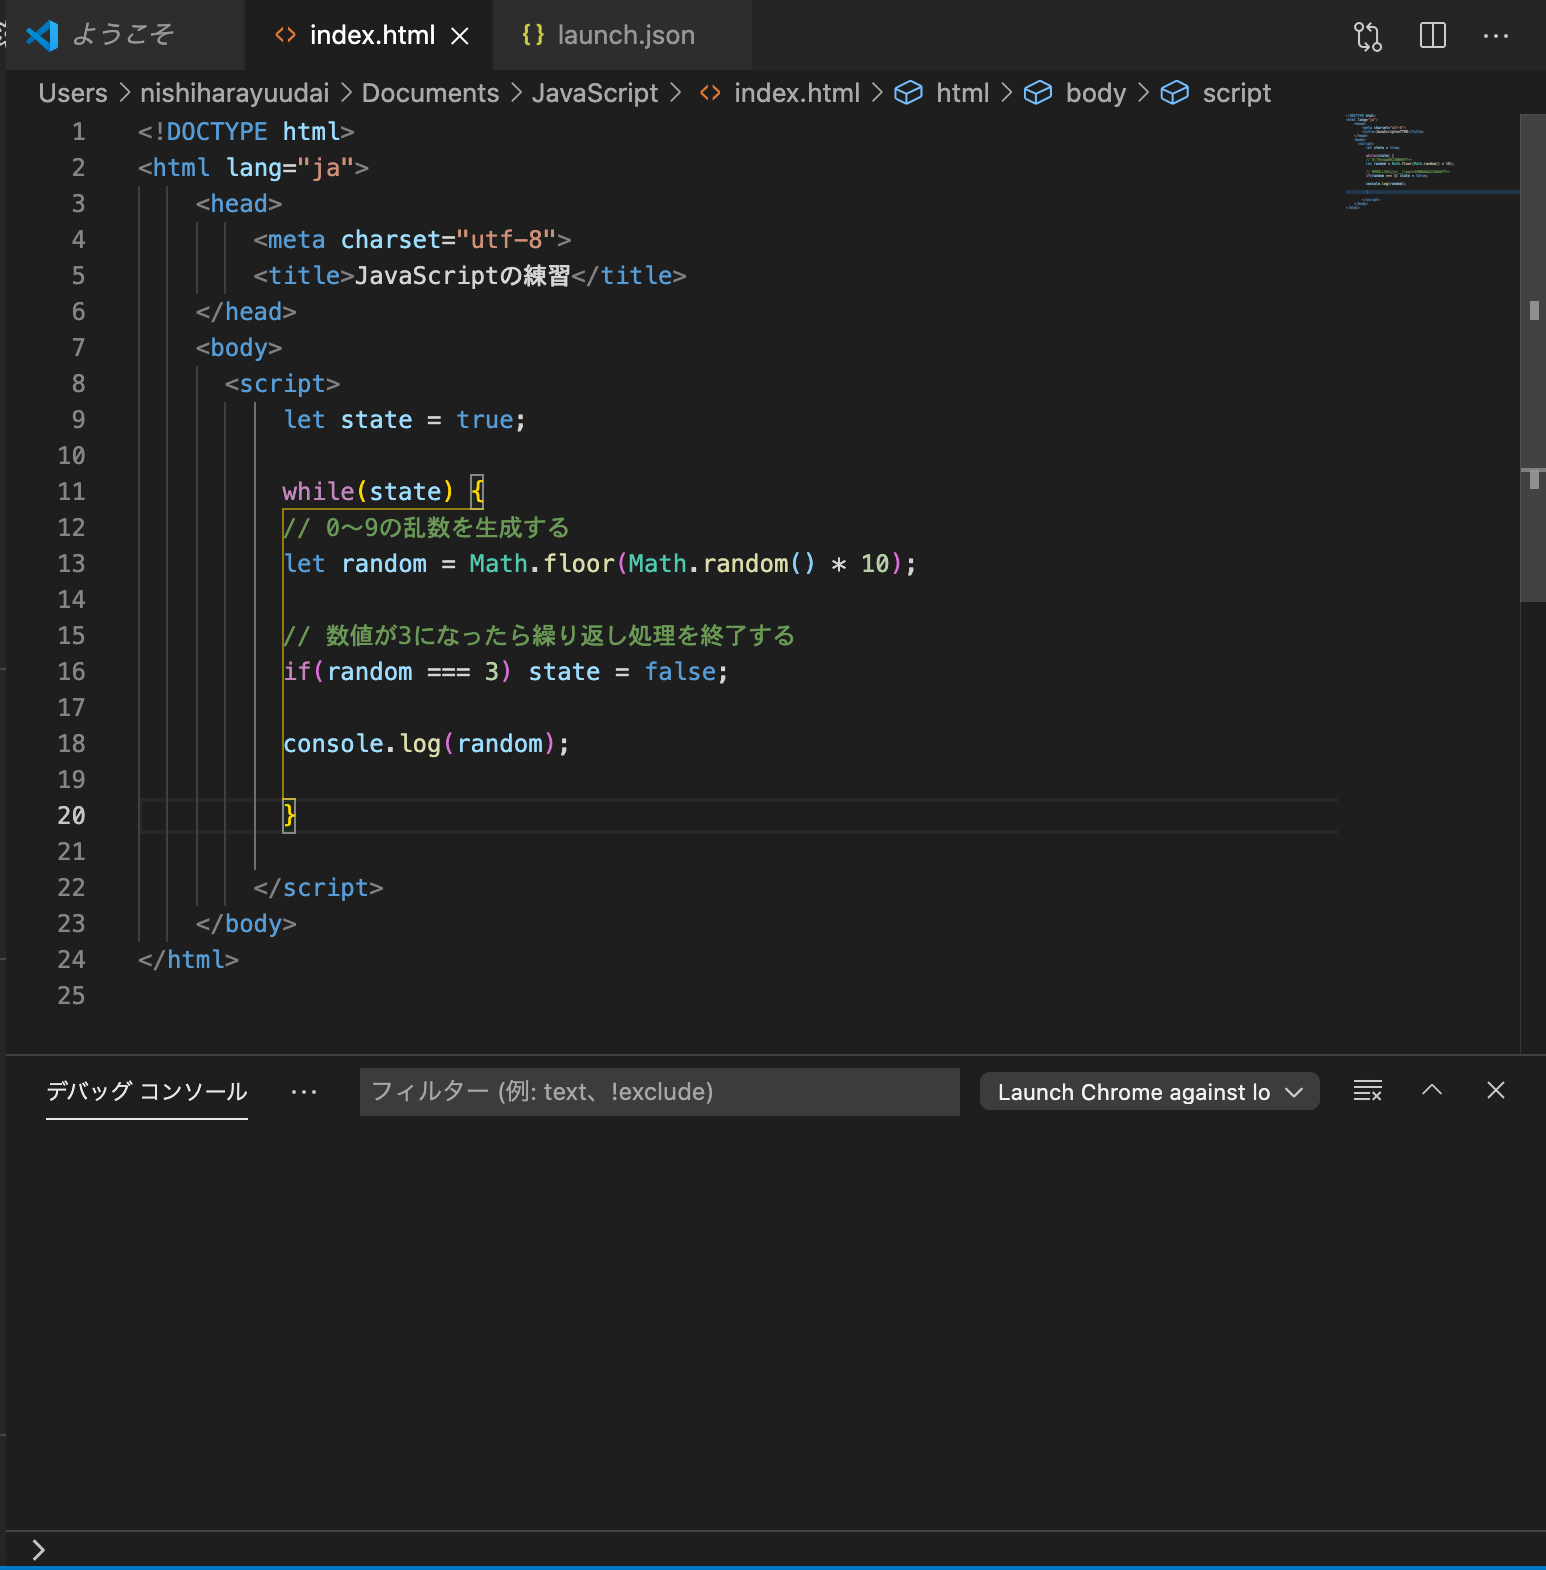 ようこそ index.html launch.json
Users > nishiharayuudai > Documents > JavaScript > index.html > html > body > script
1 <!DOCTYPE html>
2 <html lang="ja">
3 <head>
4 <meta charset="utf-8">
5 <title>JavaScriptの練習</title>
6 </head>
7 <body>
8 <script>
9 let state = true;
10
11 while(state) {
12 // 0〜9の乱数を生成する
13 let random = Math.floor(Math.random() * 10);
14
15 // 数値が3になったら繰り返し処理を終了する
16 if(random === 3) state = false;
17
18 console.log(random);
19
20 }
21
22 </script>
23 </body>
24 </html>
25
デバッグ コンソール ··· フィルター (例: text、!exclude) Launch Chrome against lo